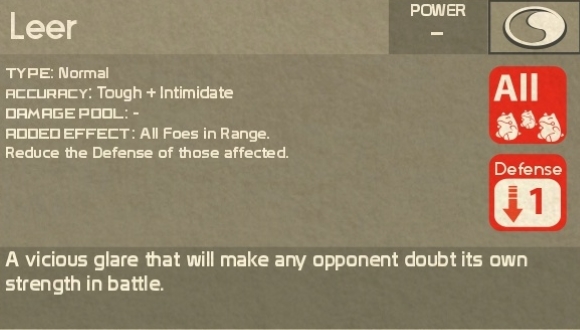 Leer
POWER
–
TYPE: Normal
ACCURACY: Tough + Intimidate
DAMAGE POOL: -
ADDED EFFECT: All Foes in Range.
Reduce the Defense of those affected.
All
Defense
1
A vicious glare that will make any opponent doubt its own
strength in battle.